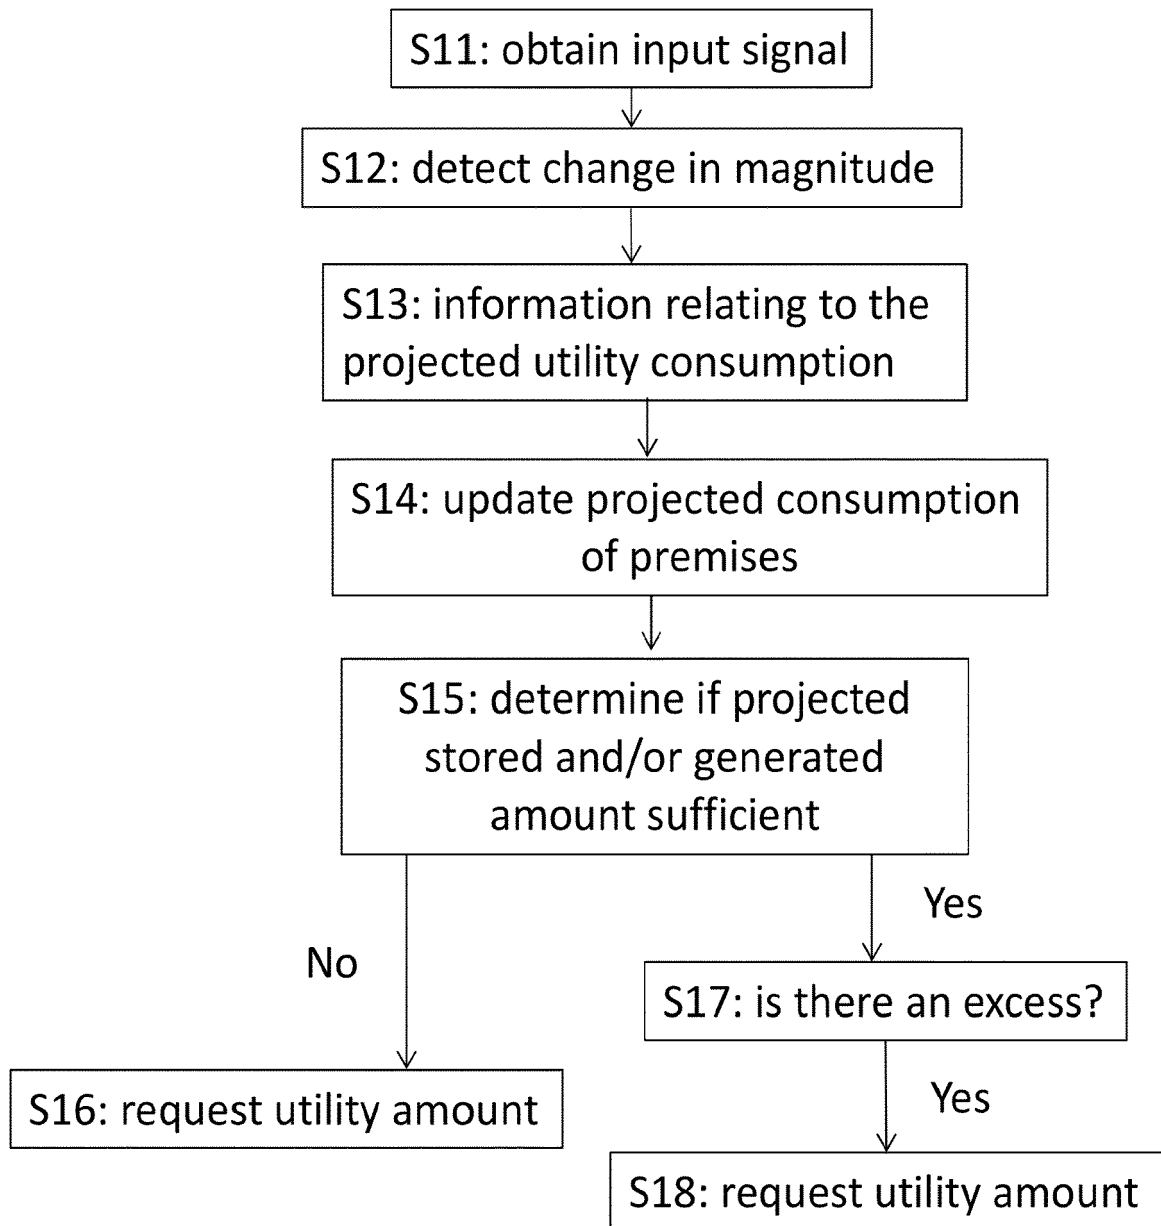 S11: obtain input signal
S12: detect change in magnitude
S13: information relating to the
projected utility consumption
S14: update projected consumption
of premises
S15: determine if projected
stored and/or generated
amount sufficient
Yes
No
S17: is there an excess?
S16: request utility amount
Yes
S18: request utility amount